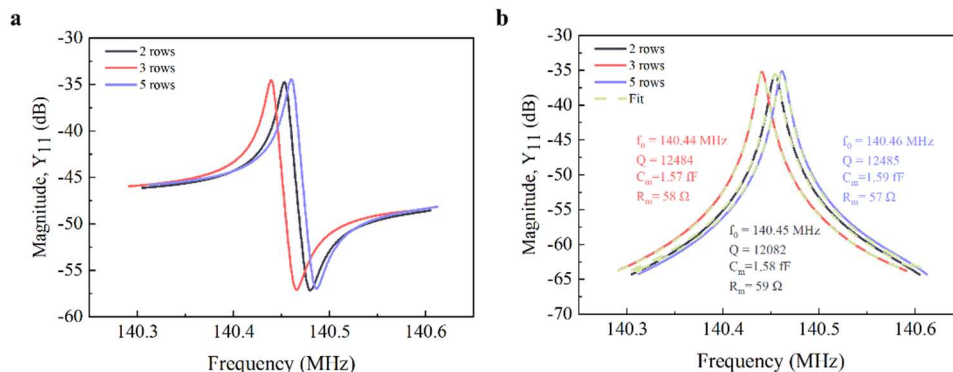 a
-30
-35
-40
-45
-50
-55
-60
Magnitude, Y11 (dB)
2 rows
3 rows
5 rows
140.3 140.4 140.5 140.6
Frequency (MHz)
b
-30
-35
-40
-45
-50
-55
-60
-65
-70
Magnitude, Y11 (dB)
2 rows
3 rows
5 rows
Fit
f0 = 140.44 MHz
Q = 12484
Cm=1.57 fF
Rm= 58 Ω
f0 = 140.46 MHz
Q = 12485
Cm=1.59 fF
Rm= 57 Ω
f0 = 140.45 MHz
Q = 12082
Cm=1.58 fF
Rm= 59 Ω
140.3 140.4 140.5 140.6
Frequency (MHz)